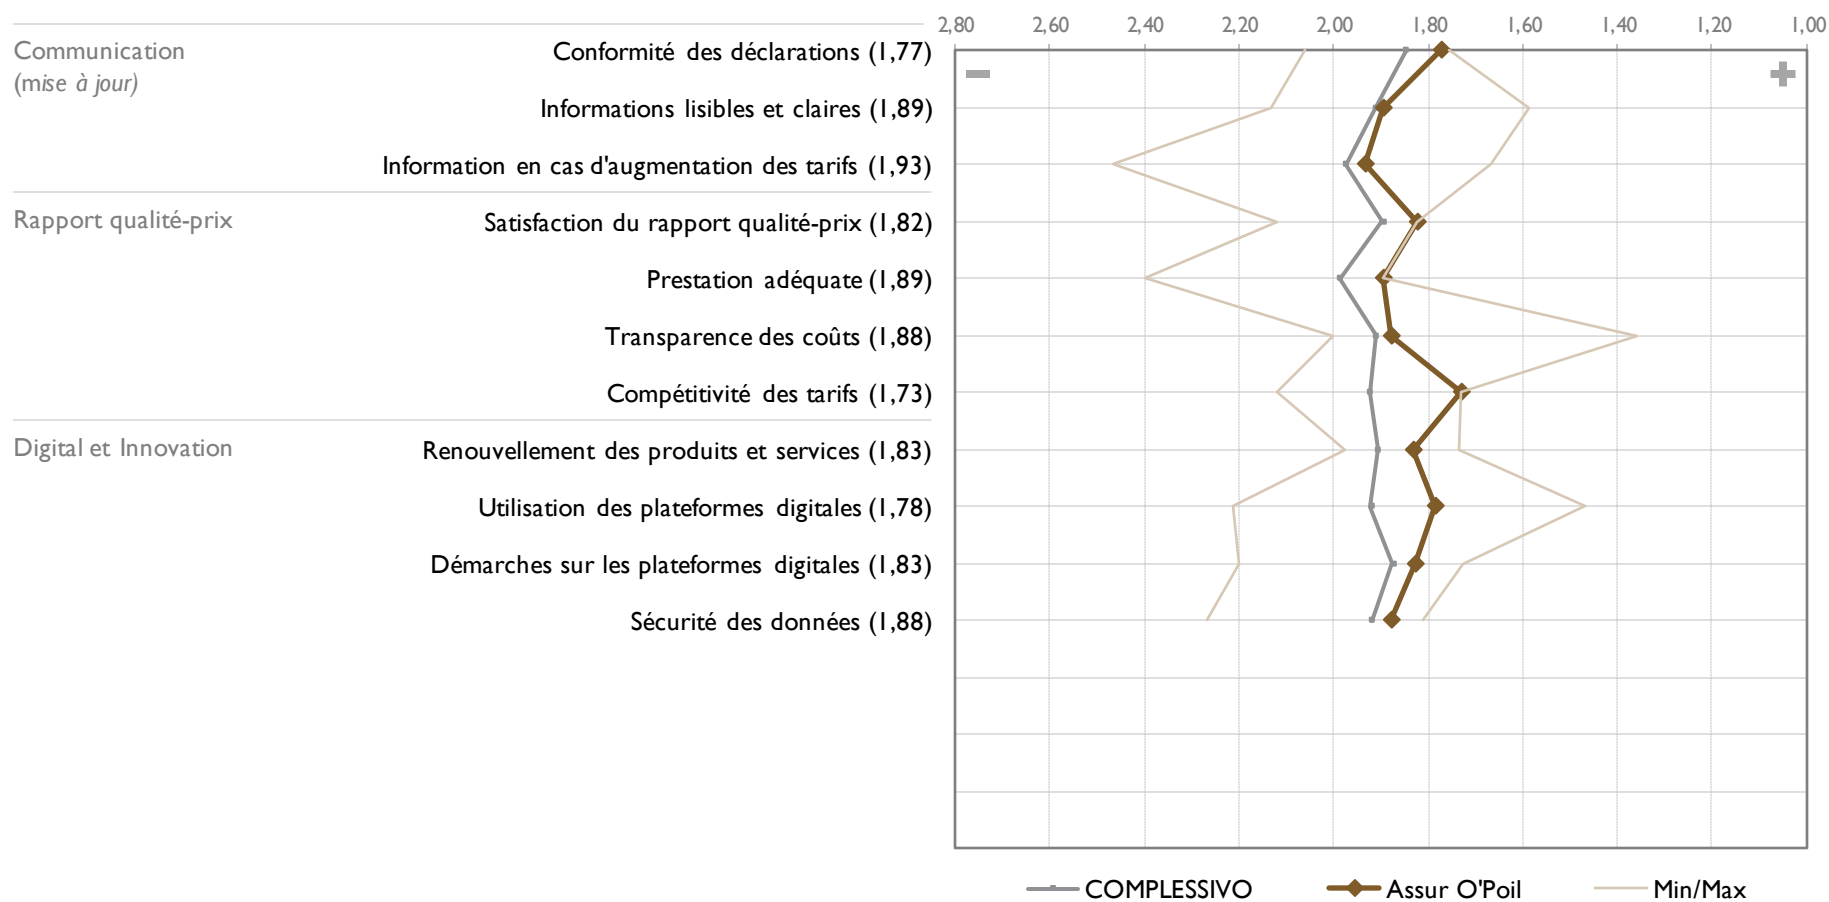 2,80 2,60 2,40 2,20 2,00 1,80 1,60 1,40 1,20 1,00
Communication
(mise à jour)
Conformité des déclarations (1,77)
Informations lisibles et claires (1,89)
Information en cas d'augmentation des tarifs (1,93)
Rapport qualité-prix
Satisfaction du rapport qualité-prix (1,82)
Prestation adéquate (1,89)
Transparence des coûts (1,88)
Compétitivité des tarifs (1,73)
Digital et Innovation
Renouvellement des produits et services (1,83)
Utilisation des plateformes digitales (1,78)
Démarches sur les plateformes digitales (1,83)
Sécurité des données (1,88)
COMPLESSIVO Assur O'Poil Min/Max